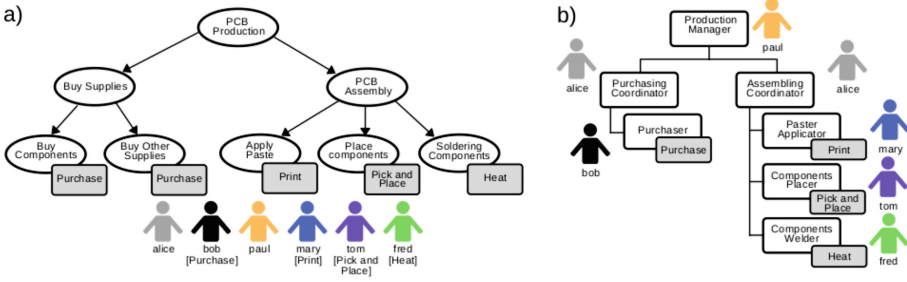 a)
PCB
Production
Buy Supplies
PCB
Assembly
Buy
Components
Purchase
Buy Other
Supplies
Purchase
Apply
Paste
Print
Place
components
Pick and
Place
Soldering
Components
Heat
alice
bob
[Purchase]
paul
mary
[Print]
tom
[Pick and
Place]
fred
[Heat]
b)
Production
Manager
paul
alice
Purchasing
Coordinator
Assembling
Coordinator
alice
Purchaser
Purchase
bob
Paster
Applicator
Print
mary
Components
Placer
Pick and
Place
tom
Components
Welder
Heat
fred